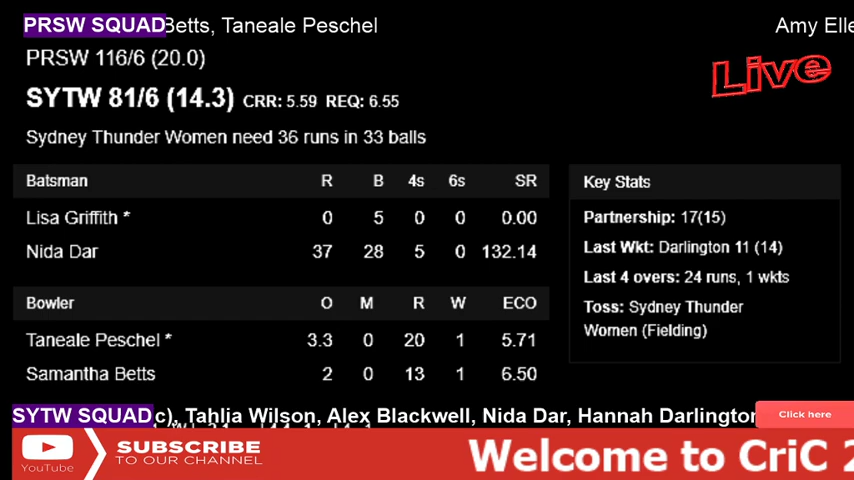 PRSW SQUAD Betts, Taneale Peschel Amy Elle
PRSW 116/6 (20.0)
Live
SYTW 81/6 (14.3) CRR: 5.59 REQ: 6.55
Sydney Thunder Women need 36 runs in 33 balls
Batsman R B 4s 6s SR
Lisa Griffith * 0 5 0 0 0.00
Nida Dar 37 28 5 0 132.14
Bowler O M R W ECO
Taneale Peschel * 3.3 0 20 1 5.71
Samantha Betts 2 0 13 1 6.50
Key Stats
Partnership: 17(15)
Last Wkt: Darlington 11 (14)
Last 4 overs: 24 runs, 1 wkts
Toss: Sydney Thunder
Women (Fielding)
SYTW SQUAD c), Tahlia Wilson, Alex Blackwell, Nida Dar, Hannah Darlington
Click here
YouTube
SUBSCRIBE
TO OUR CHANNEL
Welcome to CriC 2